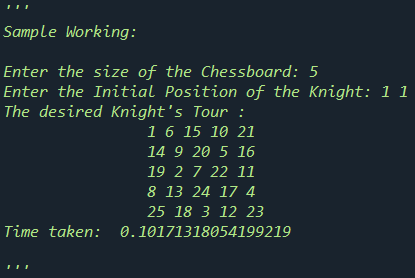 '''
Sample Working:
Enter the size of the Chessboard: 5
Enter the Initial Position of the Knight: 1 1
The desired Knight's Tour :
1 6 15 10 21
14 9 20 5 16
19 2 7 22 11
8 13 24 17 4
25 18 3 12 23
Time taken:  0.10171318054199219
'''